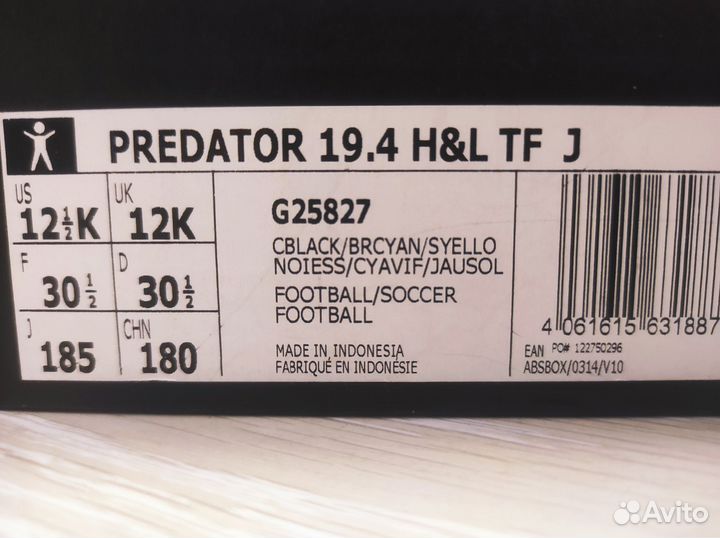 PREDATOR 19.4 H&L TF J
US 12½K UK 12K
F 30½ D 30½
J 185 CHN 180
G25827
CBLACK/BRCYAN/SYELLO
NOIESS/CYAVIF/JAUSOL
FOOTBALL/SOCCER
FOOTBALL
MADE IN INDONESIA
FABRIQUÉ EN INDONÉSIE
4 061615 631887
EAN PO# 122750296
ABSBOX/0314/V10
Avito